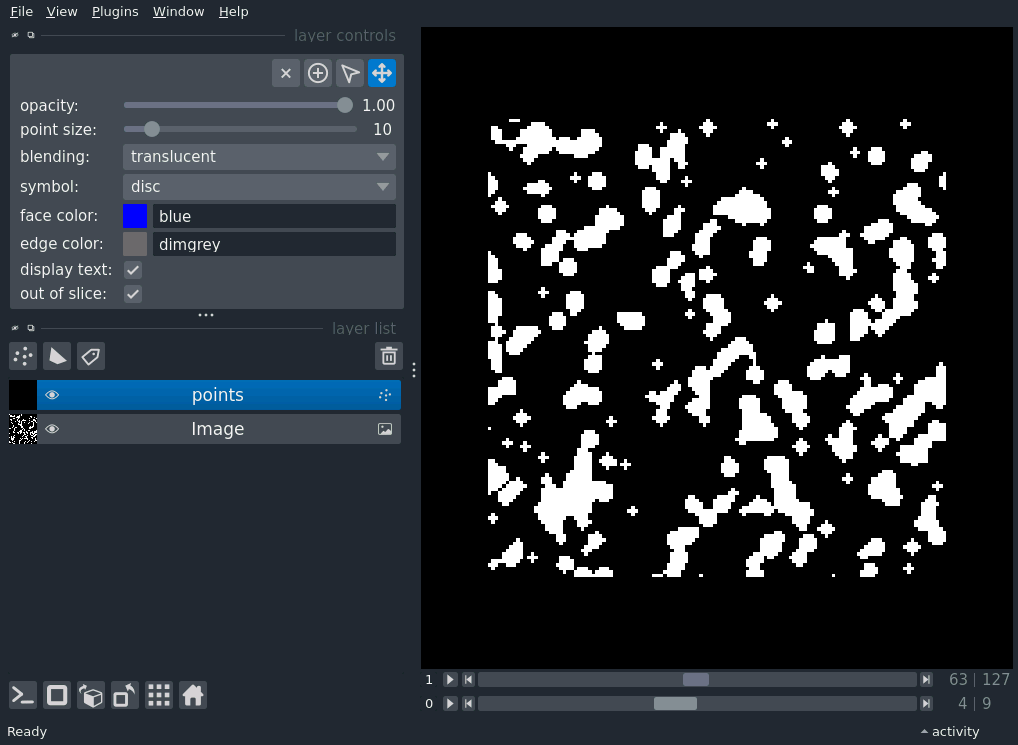 File View Plugins Window Help
layer controls
opacity: 1.00
point size: 10
blending: translucent
symbol: disc
face color: blue
edge color: dimgrey
display text:
out of slice:
layer list
points
Image
1 63 | 127
0 4 | 9
Ready activity